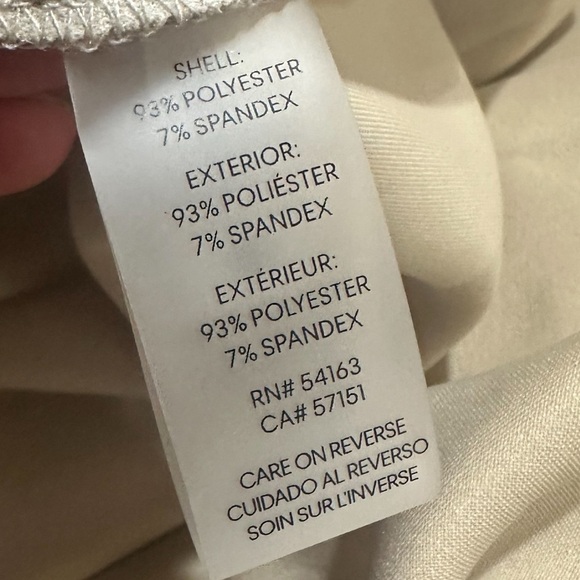 SHELL:
93% POLYESTER
7% SPANDEX
EXTERIOR:
93% POLIÉSTER
7% SPANDEX
EXTÉRIEUR:
93% POLYESTER
7% SPANDEX
RN# 54163
CA# 57151
CARE ON REVERSE
CUIDADO AL REVERSO
SOIN SUR L'INVERSE